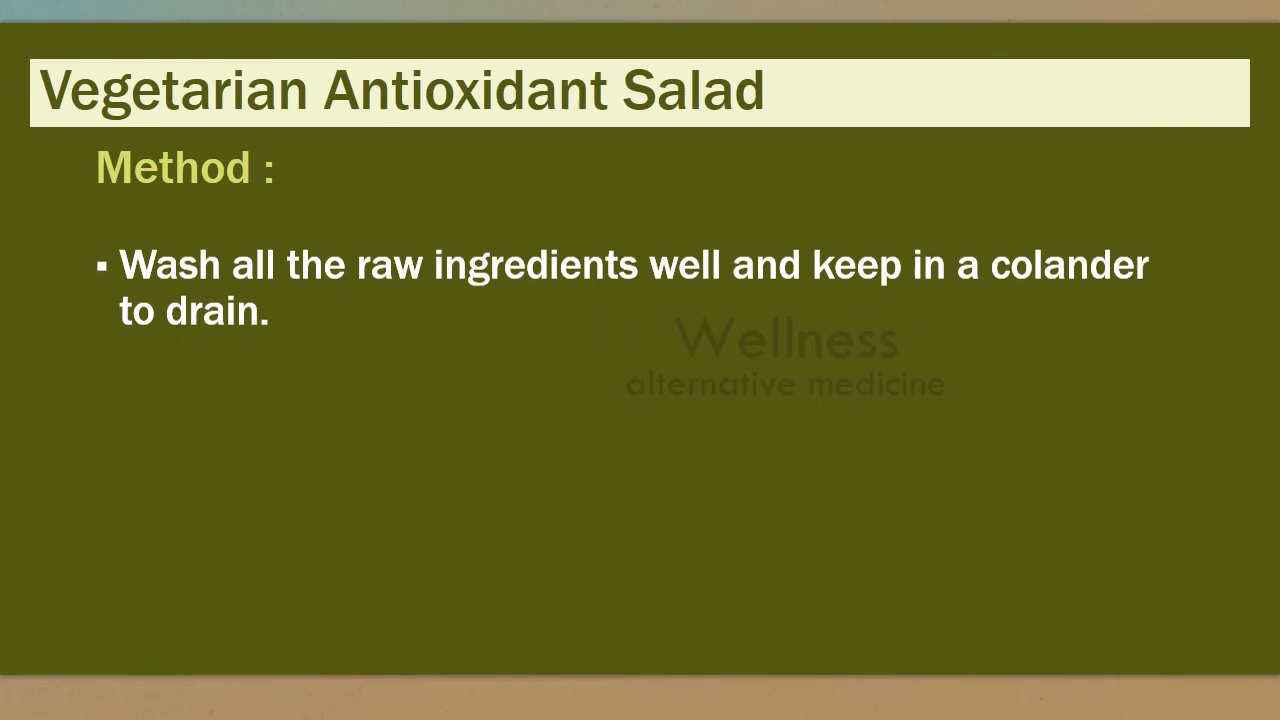 Vegetarian Antioxidant Salad
Method :
▪ Wash all the raw ingredients well and keep in a colander
to drain.
Wellness
alternative medicine